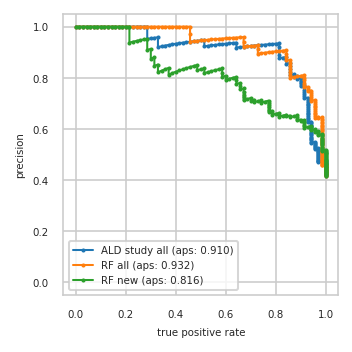 1.0
0.8
0.6
0.4
0.2
0.0
precision
ALD study all (aps: 0.910)
RF all (aps: 0.932)
RF new (aps: 0.816)
0.0 0.2 0.4 0.6 0.8 1.0
true positive rate